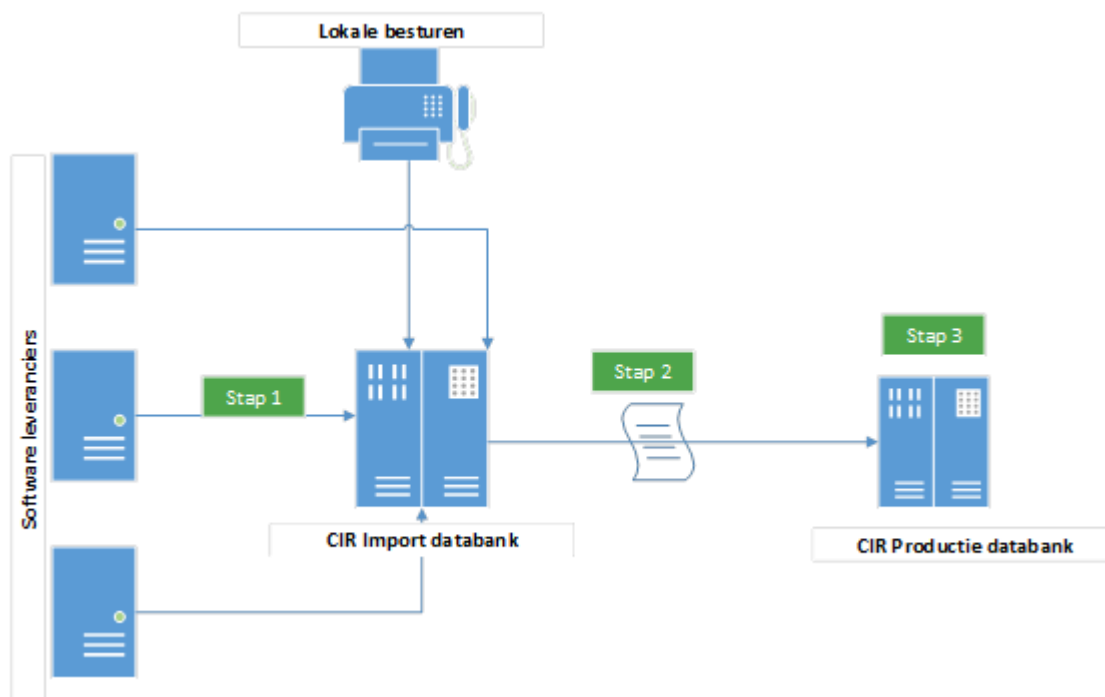 Lokale besturen
Software leveranciers
Stap 1
Stap 2
Stap 3
CIR Import databank
CIR Productie databank